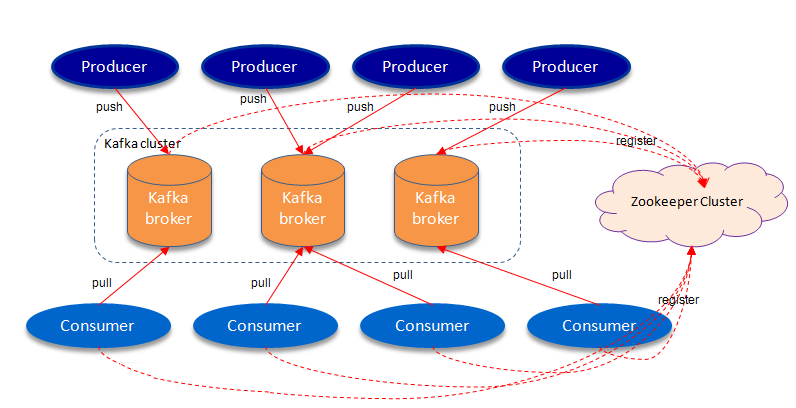 Producer
Producer
Producer
Producer
push
push
push
push
register
Kafka cluster
Kafka
broker
Kafka
broker
Kafka
broker
Zookeeper Cluster
pull
pull
pull
pull
register
Consumer
Consumer
Consumer
Consumer